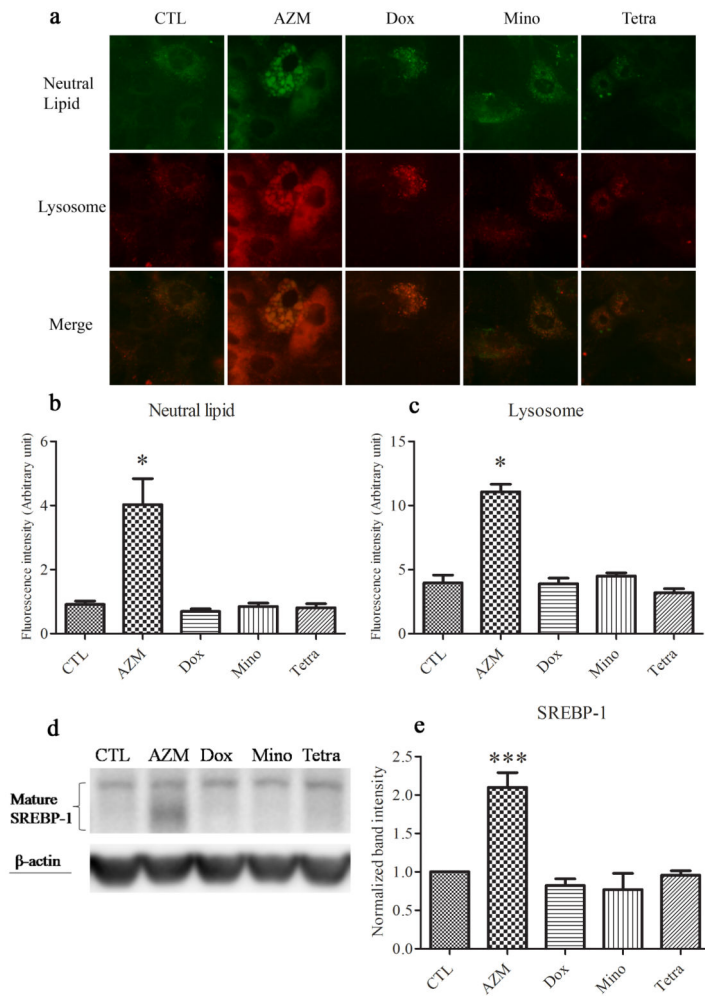 a
CTL AZM Dox Mino Tetra
Neutral
Lipid
Lysosome
Merge
b
Neutral lipid
Fluorescence intensity (Arbitrary unit)
6
4
2
0
CTL AZM Dox Mino Tetra
c
Lysosome
Fluorescence intensity (Arbitrary unit)
15
10
5
0
*
*
CTL AZM Dox Mino Tetra
d
CTL AZM Dox Mino Tetra
Mature
SREBP-1
β-actin
e
SREBP-1
Normalized band intensity
2.5
2.0
1.5
1.0
0.5
0.0
***
CTL AZM Dox Mino Tetra